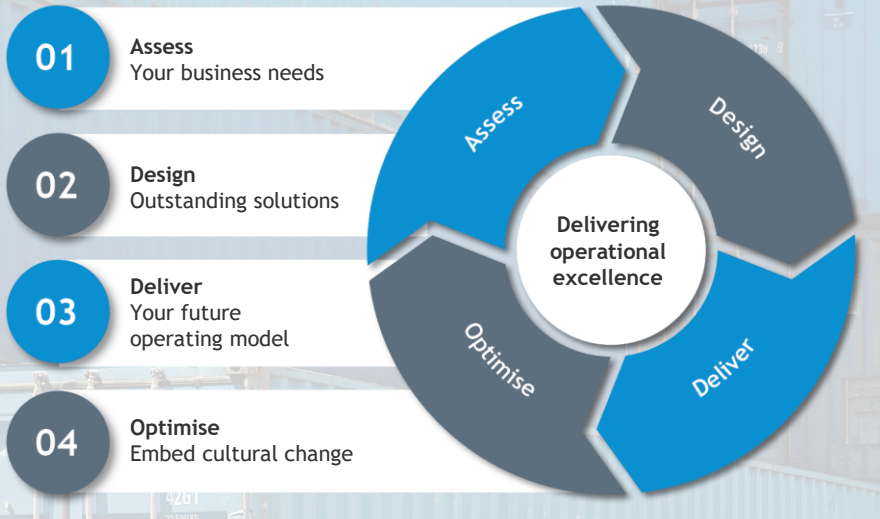 01
Assess
Your business needs
02
Design
Outstanding solutions
03
Deliver
Your future
operating model
04
Optimise
Embed cultural change
Assess
Design
Deliver
Optimise
Delivering
operational
excellence
42G1